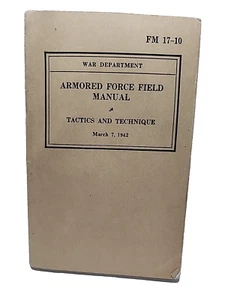 FM 17-10
WAR DEPARTMENT
ARMORED FORCE FIELD
MANUAL
TACTICS AND TECHNIQUE
March 7, 1942